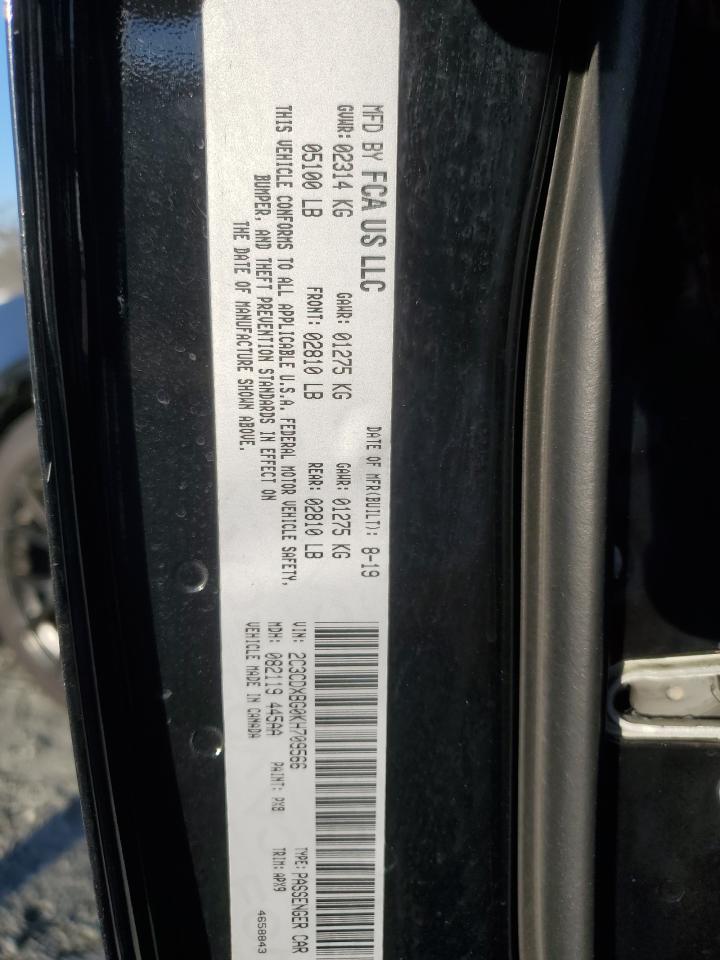 MFD BY FCA US LLC
DATE OF MFR(BUILT): 8-19
GVWR: 02314 KG GAWR: 01275 KG GAWR: 01275 KG
05100 LB FRONT: 02810 LB REAR: 02810 LB
THIS VEHICLE CONFORMS TO ALL APPLICABLE U.S.A. FEDERAL MOTOR VEHICLE SAFETY,
BUMPER, AND THEFT PREVENTION STANDARDS IN EFFECT ON
THE DATE OF MANUFACTURE SHOWN ABOVE.
VIN: 2C3CDXBG0KH709566 TYPE: PASSENGER CAR
MDH: 082119 445AA PAINT: PX8 TRIM: APX9
VEHICLE MADE IN CANADA 4658843